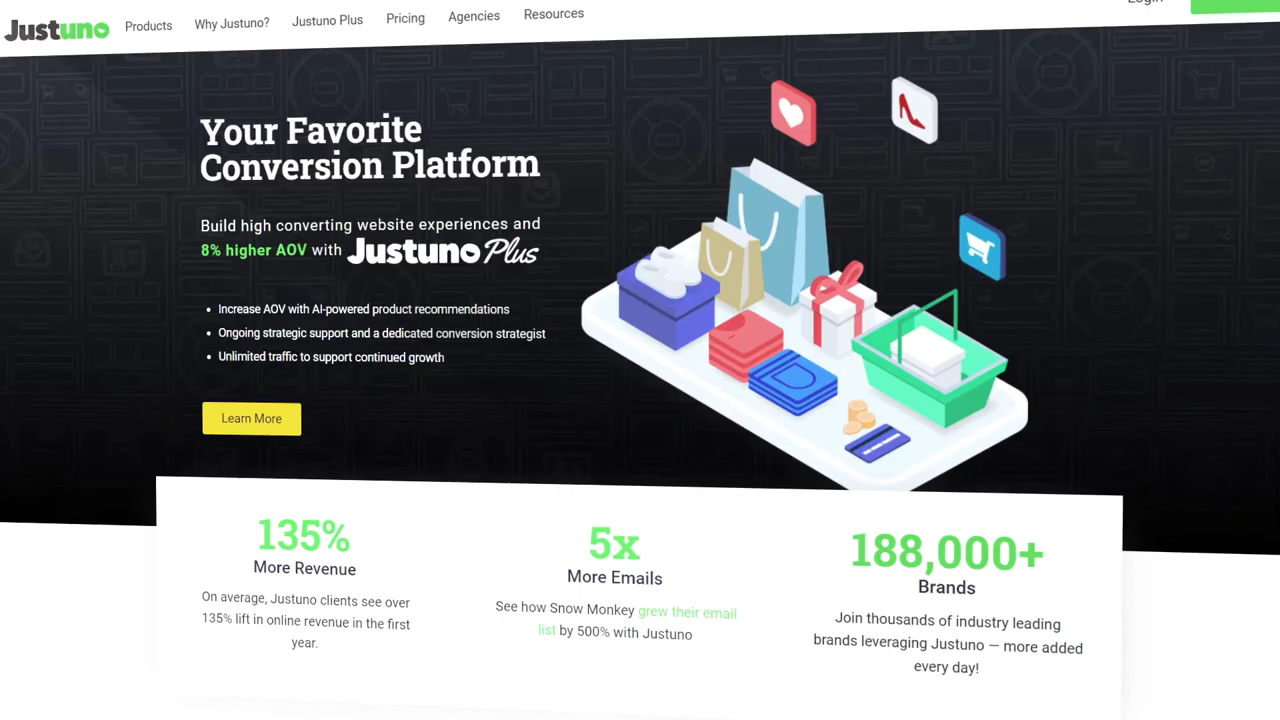 Justuno
Products
Why Justuno?
Justuno Plus
Pricing
Agencies
Resources
Login
Your Favorite
Conversion Platform
Build high converting website experiences and
8% higher AOV with Justuno Plus
• Increase AOV with AI-powered product recommendations
• Ongoing strategic support and a dedicated conversion strategist
• Unlimited traffic to support continued growth
Learn More
135%
More Revenue
On average, Justuno clients see over
135% lift in online revenue in the first
year.
5x
More Emails
See how Snow Monkey grew their email
list by 500% with Justuno
188,000+
Brands
Join thousands of industry leading
brands leveraging Justuno — more added
every day!